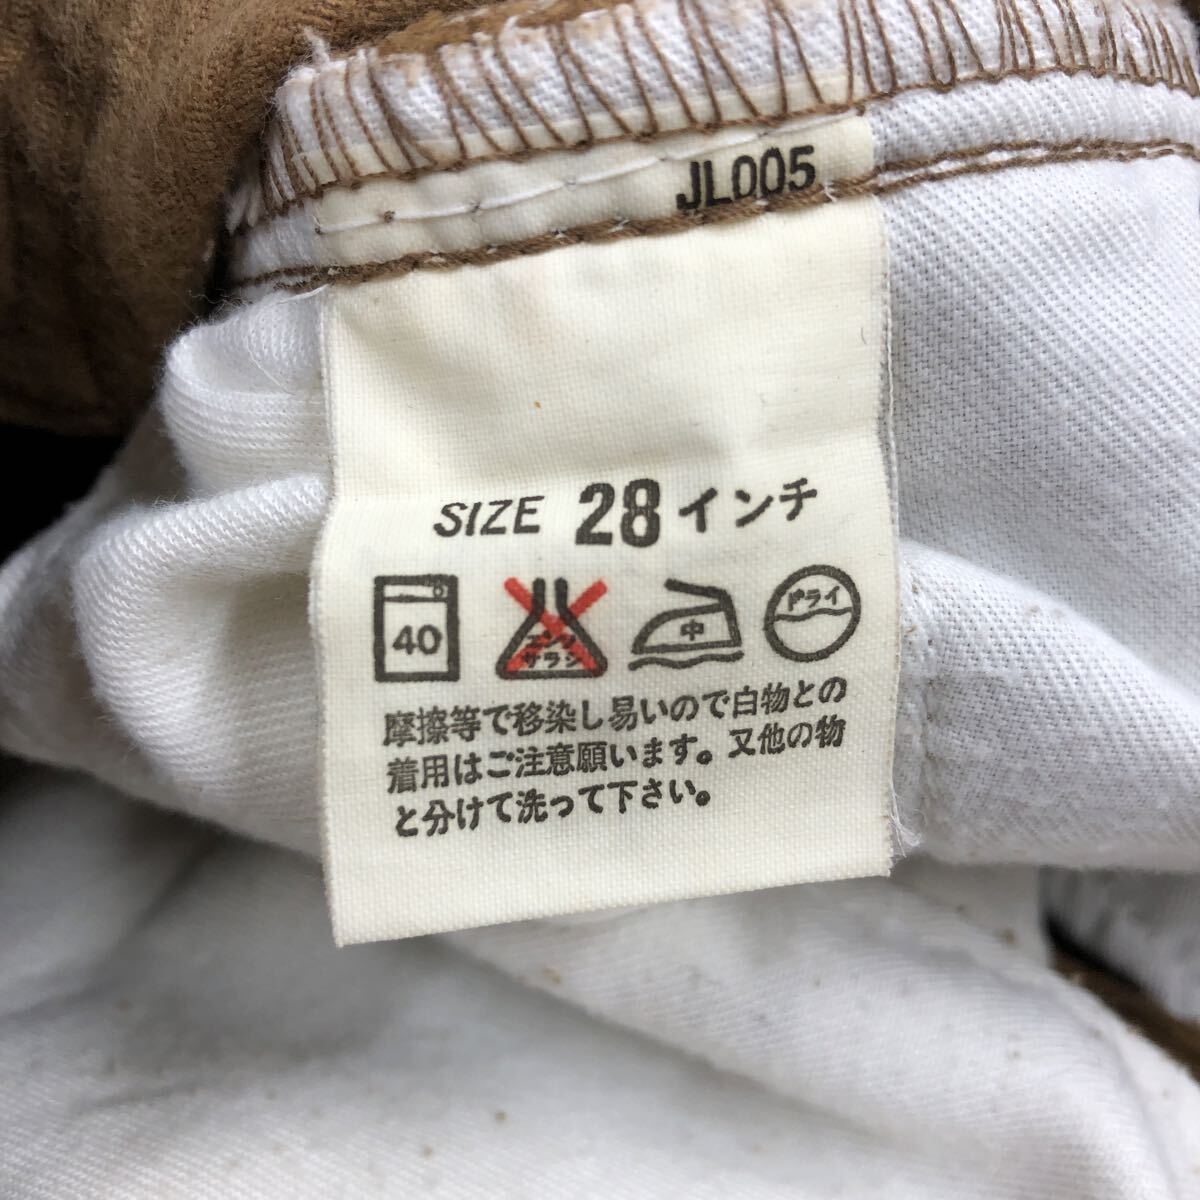 JL005
SIZE 28インチ
40
エンソ
サラシ
中
ドライ
摩擦等で移染し易いので白物との
着用はご注意願います。又他の物
と分けて洗って下さい。